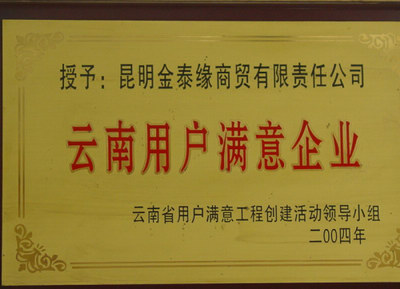 授予：昆明金泰缘商贸有限责任公司
云南用户满意企业
云南省用户满意工程创建活动领导小组
二〇〇四年